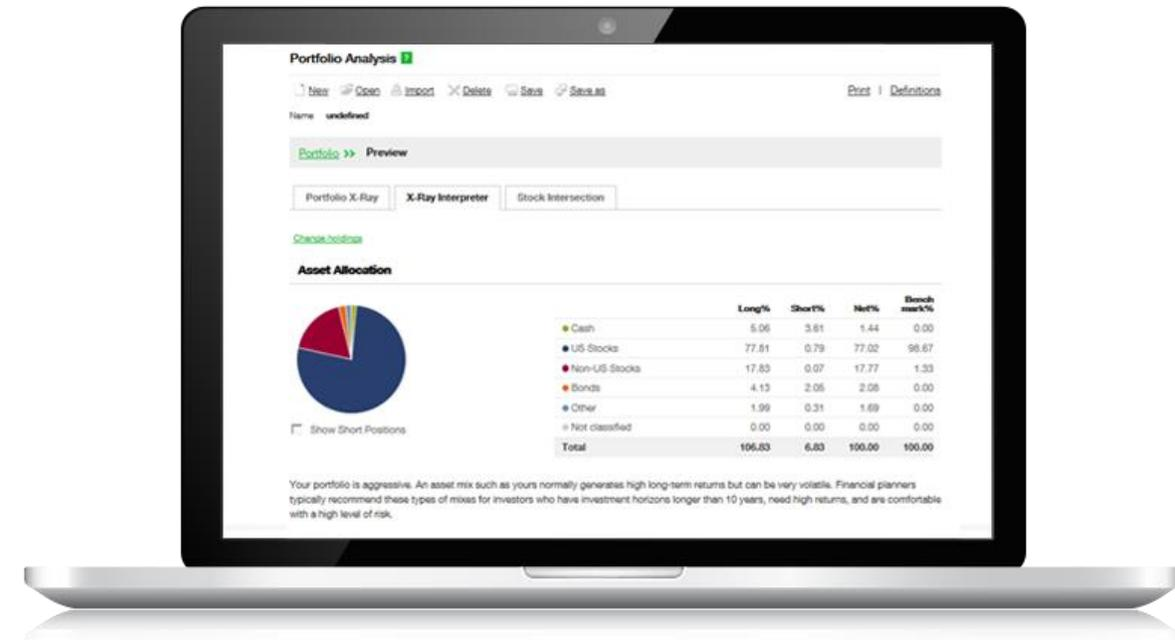 Portfolio Analysis ?
New Open Import Delete Save Save as Print | Definitions
Name undefined
Portfolio >> Preview
Portfolio X-Ray X-Ray Interpreter Stock Intersection
Change holdings
Asset Allocation
Long% Short% Net% Bench mark%
Cash 5.06 3.61 1.44 0.00
US Stocks 77.81 0.79 77.02 98.67
Non-US Stocks 17.83 0.07 17.77 1.33
Bonds 4.13 2.05 2.08 0.00
Other 1.99 0.31 1.69 0.00
Not classified 0.00 0.00 0.00 0.00
Total 106.83 6.83 100.00 100.00
Show Short Positions
Your portfolio is aggressive. An asset mix such as yours normally generates high long-term returns but can be very volatile. Financial planners
typically recommend these types of mixes for investors who have investment horizons longer than 10 years, need high returns, and are comfortable
with a high level of risk.